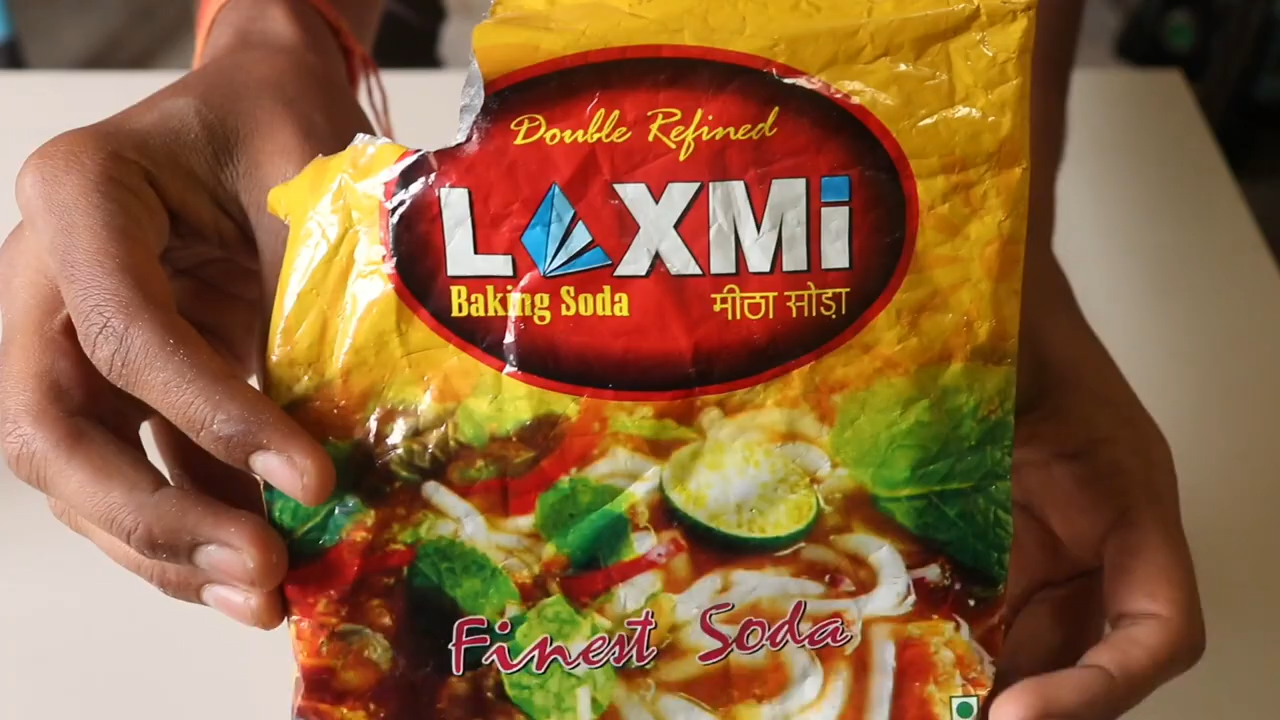 Double Refined
LAXMi
Baking Soda मीठा सोडा
Finest Soda